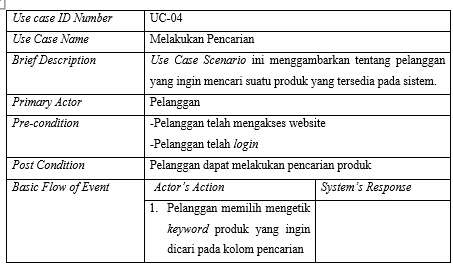 Use case ID Number UC-04
Use Case Name Melakukan Pencarian
Brief Description Use Case Scenario ini menggambarkan tentang pelanggan
yang ingin mencari suatu produk yang tersedia pada sistem.
Primary Actor Pelanggan
Pre-condition -Pelanggan telah mengakses website
-Pelanggan telah login
Post Condition Pelanggan dapat melakukan pencarian produk
Basic Flow of Event Actor's Action System's Response
1. Pelanggan memilih mengetik
keyword produk yang ingin
dicari pada kolom pencarian